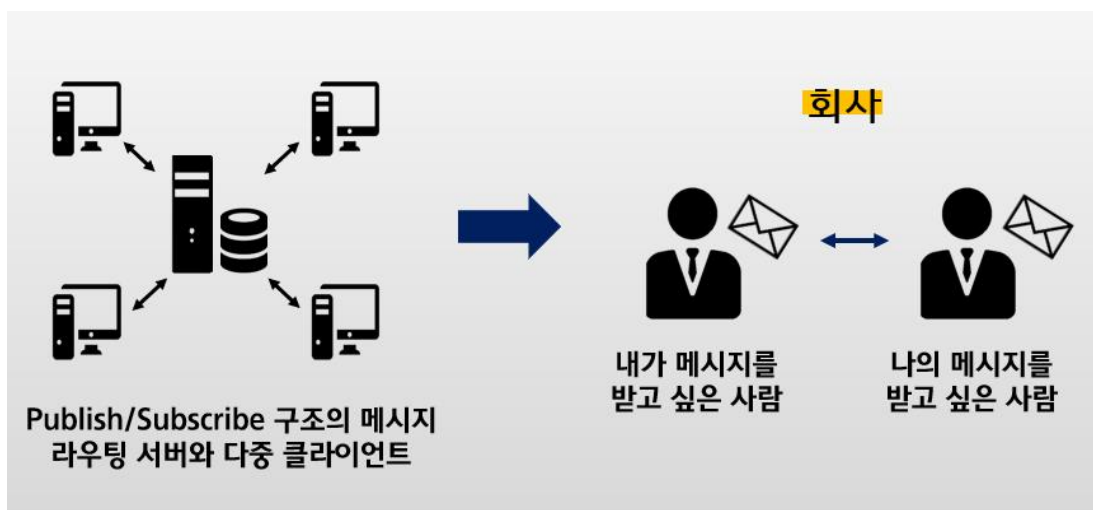 회사
내가 메시지를
받고 싶은 사람
나의 메시지를
받고 싶은 사람
Publish/Subscribe 구조의 메시지
라우팅 서버와 다중 클라이언트